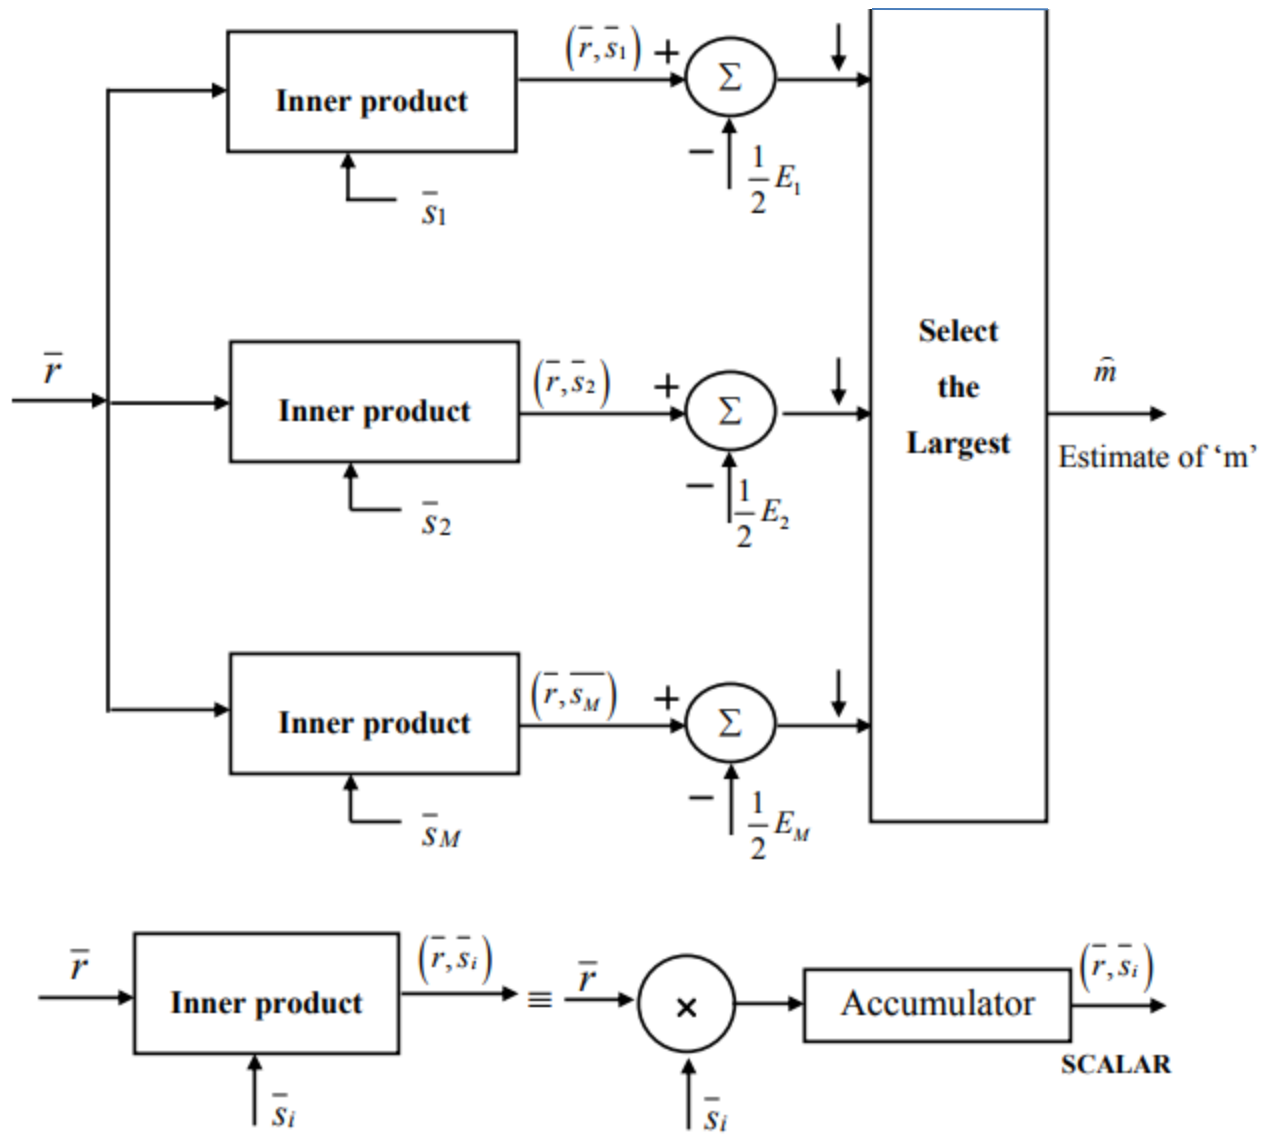 (r̄, s̄₁) +
Σ
Inner product
− 1/2 E₁
s̄₁
Select
the
Largest
r̄
(r̄, s̄₂) +
Σ
m̂
Inner product
Estimate of ‘m’
− 1/2 E₂
s̄₂
(r̄, s̄_M) +
Σ
Inner product
− 1/2 E_M
s̄_M
r̄ Inner product (r̄, s̄ᵢ) ≡ r̄ × Accumulator (r̄, s̄ᵢ)
SCALAR
s̄ᵢ s̄ᵢ